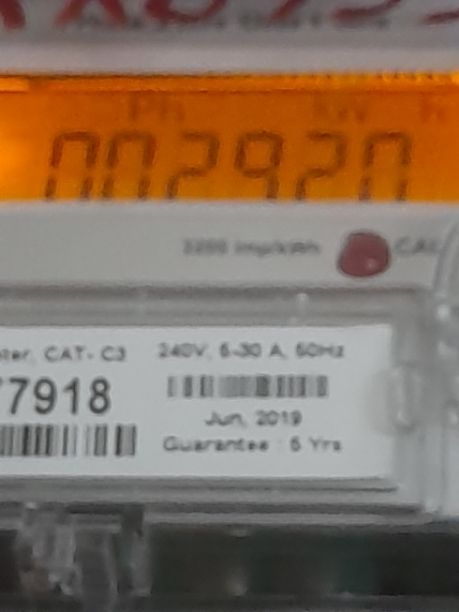 Ph kW
002920
3200 imp/kWh CAL
ter, CAT- C3 240V, 5-30 A, 50Hz
77918
Jun, 2019
Guarantee : 5 Yrs